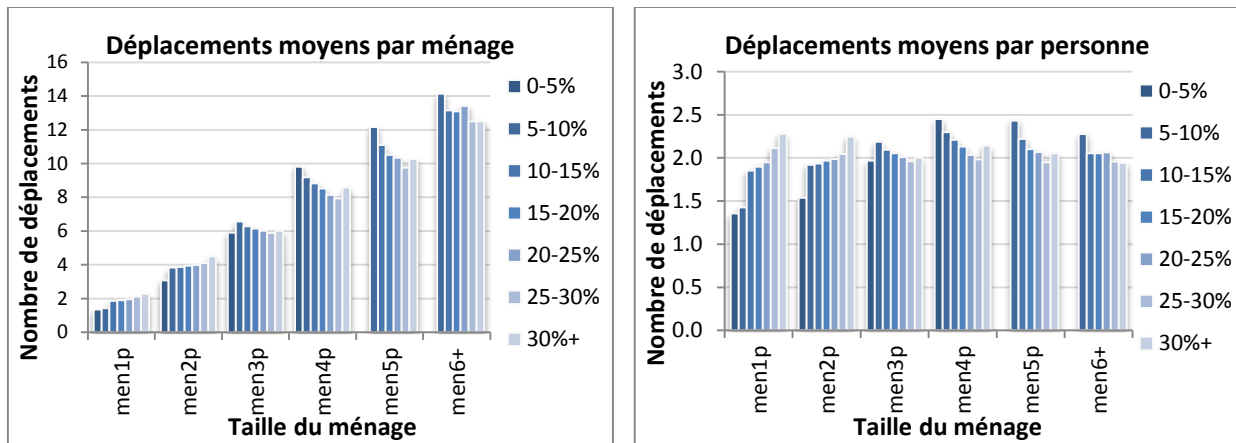 Déplacements moyens par ménage
Nombre de déplacements
16
14
12
10
8
6
4
2
0
men1p
men2p
men3p
men4p
men5p
men6+
Taille du ménage
0-5%
5-10%
10-15%
15-20%
20-25%
25-30%
30%+
Déplacements moyens par personne
Nombre de déplacements
3.0
2.5
2.0
1.5
1.0
0.5
0.0
men1p
men2p
men3p
men4p
men5p
men6+
Taille du ménage
0-5%
5-10%
10-15%
15-20%
20-25%
25-30%
30%+